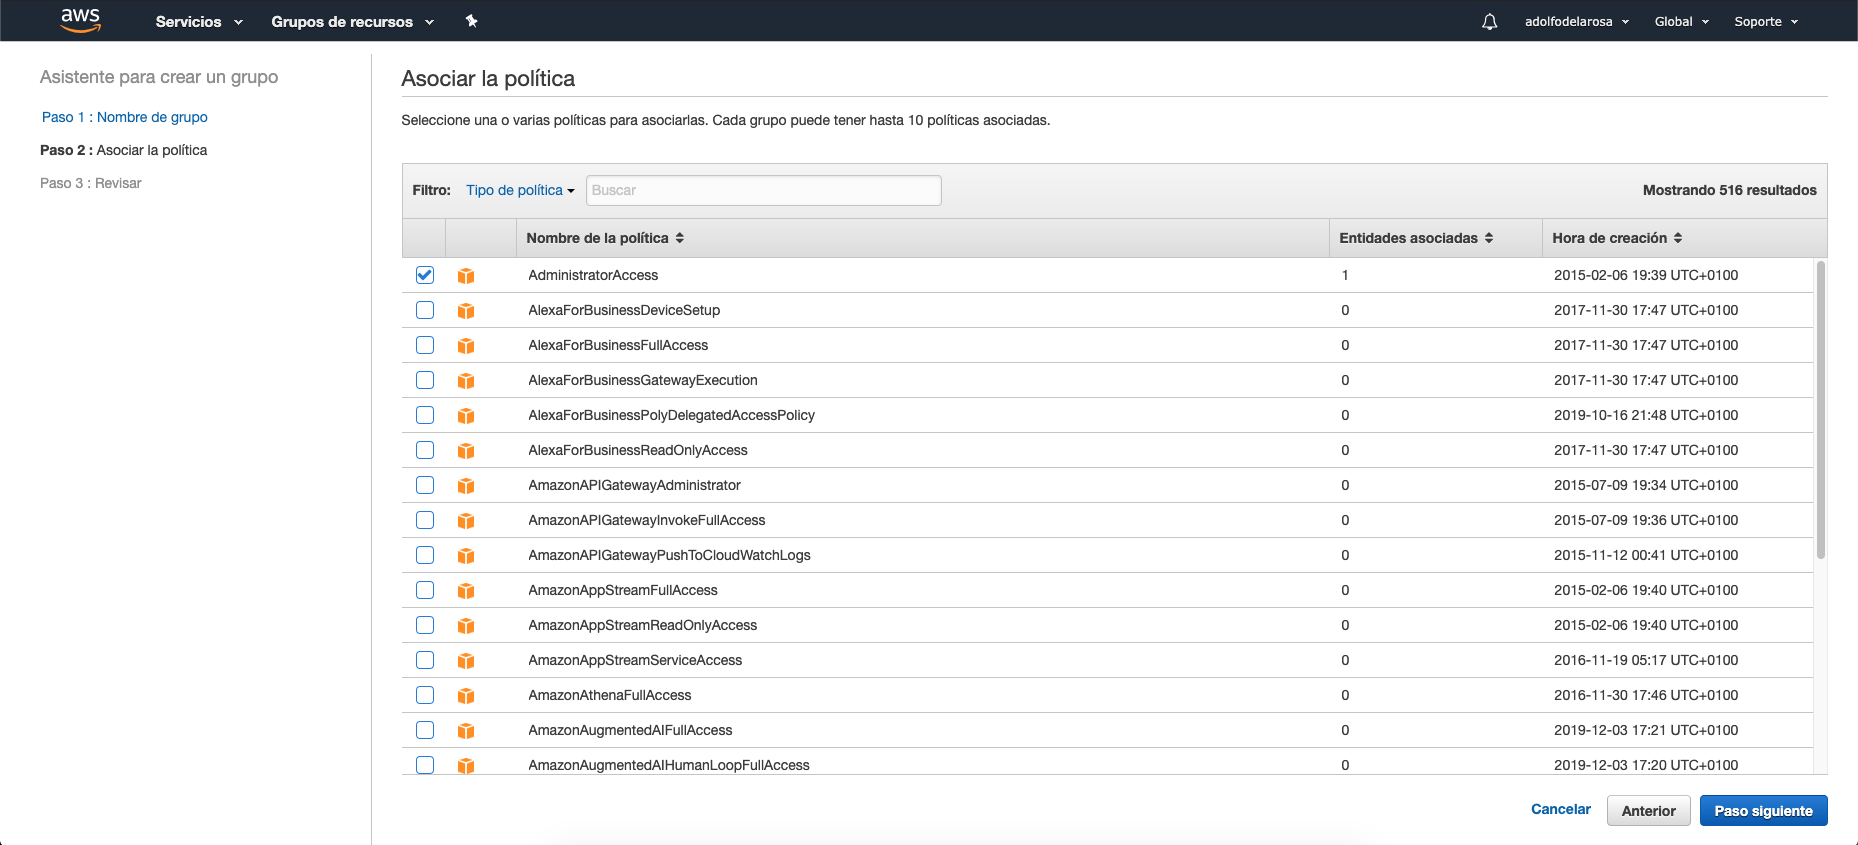 aws Servicios Grupos de recursos adolfodelarosa Global Soporte
Asistente para crear un grupo
Paso 1 : Nombre de grupo
Paso 2 : Asociar la política
Paso 3 : Revisar
Asociar la política
Seleccione una o varias políticas para asociarlas. Cada grupo puede tener hasta 10 políticas asociadas.
Filtro: Tipo de política Buscar Mostrando 516 resultados
Nombre de la política Entidades asociadas Hora de creación
AdministratorAccess 1 2015-02-06 19:39 UTC+0100
AlexaForBusinessDeviceSetup 0 2017-11-30 17:47 UTC+0100
AlexaForBusinessFullAccess 0 2017-11-30 17:47 UTC+0100
AlexaForBusinessGatewayExecution 0 2017-11-30 17:47 UTC+0100
AlexaForBusinessPolyDelegatedAccessPolicy 0 2019-10-16 21:48 UTC+0100
AlexaForBusinessReadOnlyAccess 0 2017-11-30 17:47 UTC+0100
AmazonAPIGatewayAdministrator 0 2015-07-09 19:34 UTC+0100
AmazonAPIGatewayInvokeFullAccess 0 2015-07-09 19:36 UTC+0100
AmazonAPIGatewayPushToCloudWatchLogs 0 2015-11-12 00:41 UTC+0100
AmazonAppStreamFullAccess 0 2015-02-06 19:40 UTC+0100
AmazonAppStreamReadOnlyAccess 0 2015-02-06 19:40 UTC+0100
AmazonAppStreamServiceAccess 0 2016-11-19 05:17 UTC+0100
AmazonAthenaFullAccess 0 2016-11-30 17:46 UTC+0100
AmazonAugmentedAIFullAccess 0 2019-12-03 17:21 UTC+0100
AmazonAugmentedAIHumanLoopFullAccess 0 2019-12-03 17:20 UTC+0100
Cancelar Anterior Paso siguiente